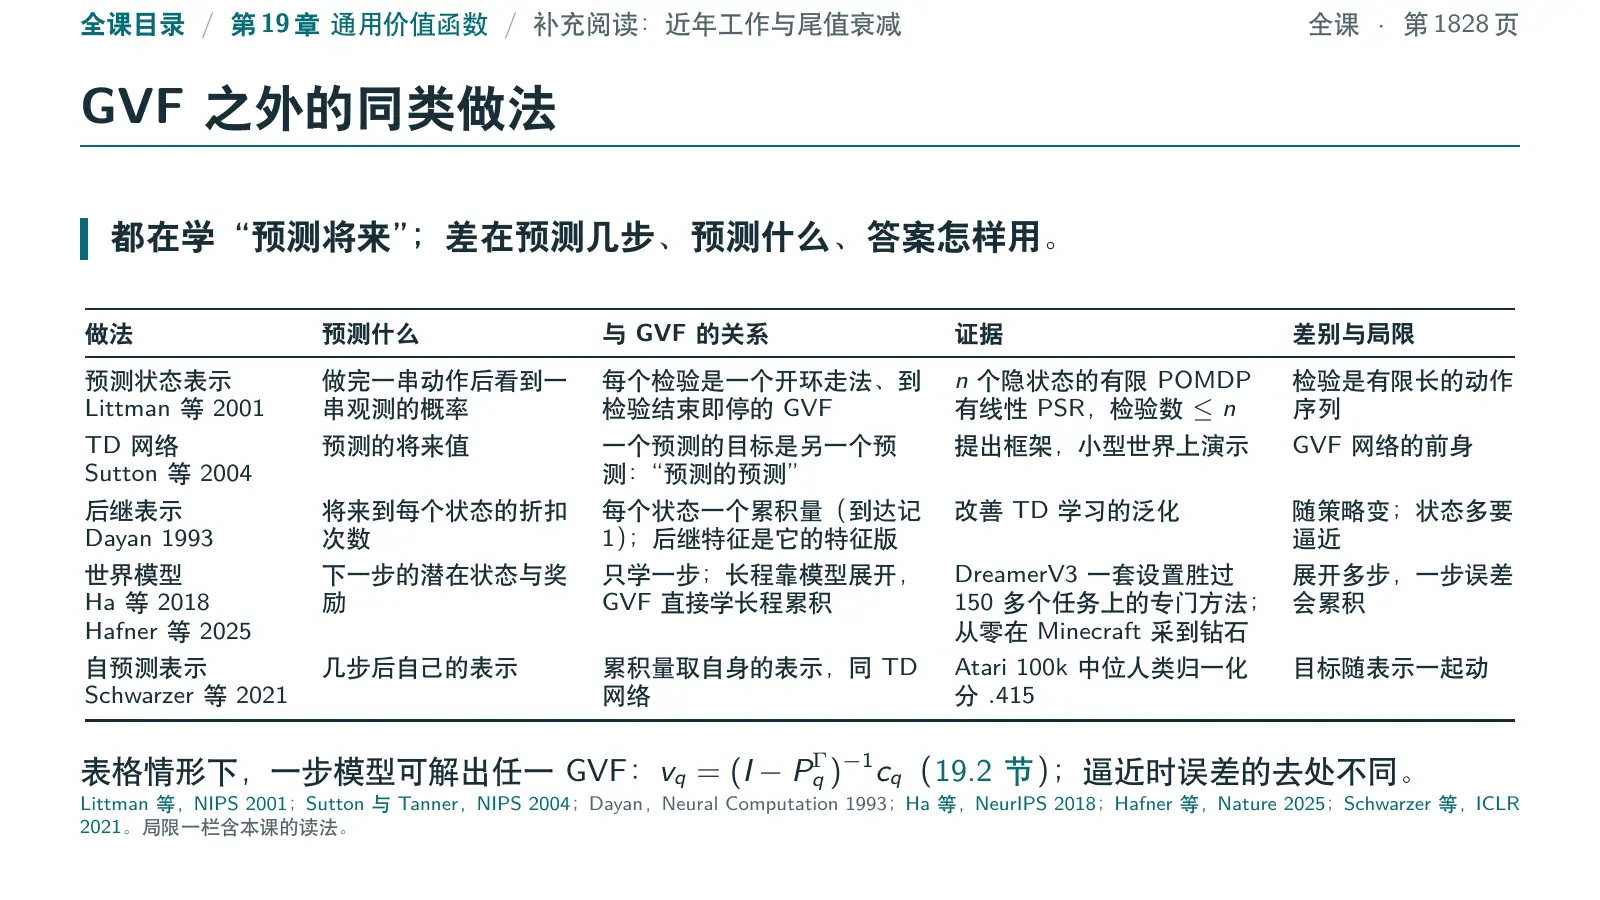 全课目录 / 第 19 章 通用价值函数 / 补充阅读：近年工作与尾值衰减
全课 · 第 1828 页
GVF 之外的同类做法
都在学“预测将来”；差在预测几步、预测什么、答案怎样用。
做法 预测什么 与 GVF 的关系 证据 差别与局限
预测状态表示 做完一串动作后看到一 每个检验是一个开环走法、到 n 个隐状态的有限 POMDP 检验是有限长的动作
Littman 等 2001 串观测的概率 检验结束即停的 GVF 有线性 PSR，检验数 ≤ n 序列
TD 网络 预测的将来值 一个预测的目标是另一个预 提出框架，小型世界上演示 GVF 网络的前身
Sutton 等 2004 测：“预测的预测”
后继表示 将来到每个状态的折扣 每个状态一个累积量（到达记 改善 TD 学习的泛化 随策略变；状态多要
Dayan 1993 次数 1）；后继特征是它的特征版 逼近
世界模型 下一步的潜在状态与奖 只学一步；长程靠模型展开， DreamerV3 一套设置胜过 展开多步，一步误差
Ha 等 2018 励 GVF 直接学长程累积 150 多个任务上的专门方法； 会累积
Hafner 等 2025 从零在 Minecraft 采到钻石
自预测表示 几步后自己的表示 累积量取自身的表示，同 TD Atari 100k 中位人类归一化 目标随表示一起动
Schwarzer 等 2021 网络 分 .415
表格情形下，一步模型可解出任一 GVF：v_q = (I − P_q^Γ)^{−1} c_q（19.2 节）；逼近时误差的去处不同。
Littman 等，NIPS 2001；Sutton 与 Tanner，NIPS 2004；Dayan，Neural Computation 1993；Ha 等，NeurIPS 2018；Hafner 等，Nature 2025；Schwarzer 等，ICLR
2021。局限一栏含本课的读法。